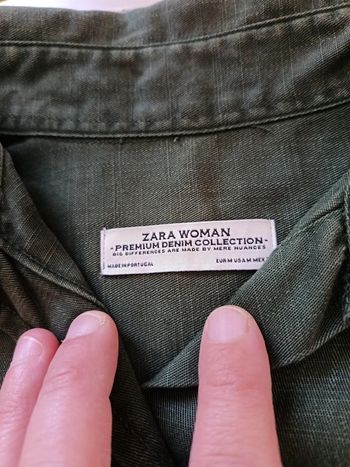 ZARA WOMAN
-PREMIUM DENIM COLLECTION-
BIG DIFFERENCES ARE MADE BY MERE NUANCES
MADE IN PORTUGAL EUR M USA M MEX